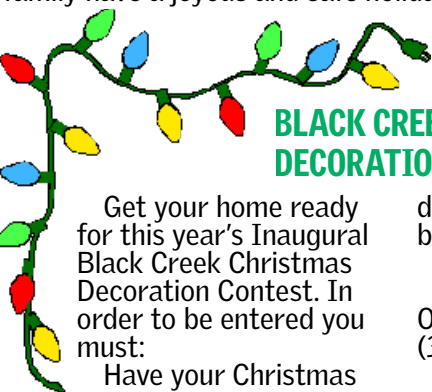 family have a joyous and safe
BLACK
DECORATIO
Get your home ready
for this year's Inaugural
Black Creek Christmas
Decoration Contest. In
order to be entered you
must:
Have your Christmas